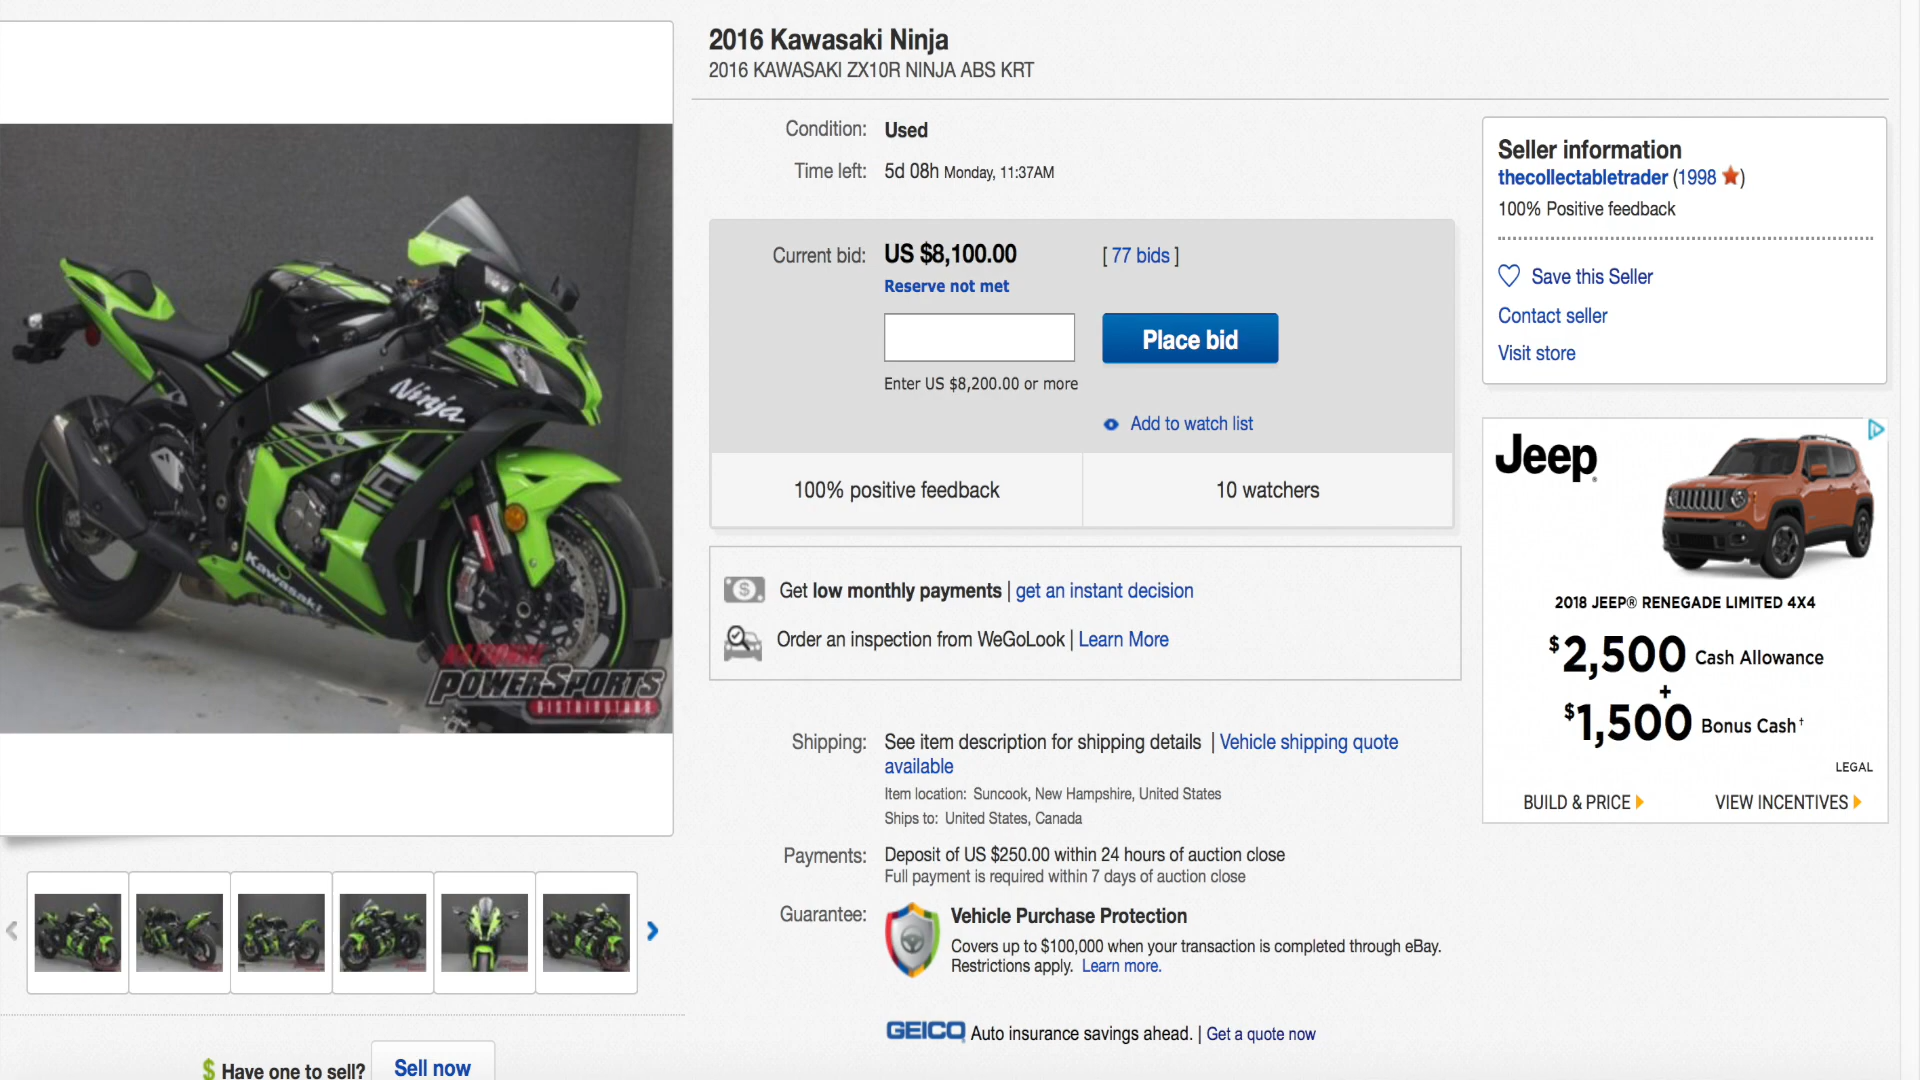 2016 Kawasaki Ninja
2016 KAWASAKI ZX10R NINJA ABS KRT
Condition: Used
Time left: 5d 08h Monday, 11:37AM
Current bid: US $8,100.00 [ 77 bids ]
Reserve not met
Place bid
Enter US $8,200.00 or more
Add to watch list
100% positive feedback
10 watchers
Get low monthly payments | get an instant decision
Order an inspection from WeGoLook | Learn More
Shipping: See item description for shipping details | Vehicle shipping quote
available
Item location: Suncook, New Hampshire, United States
Ships to: United States, Canada
Payments: Deposit of US $250.00 within 24 hours of auction close
Full payment is required within 7 days of auction close
Guarantee: Vehicle Purchase Protection
Covers up to $100,000 when your transaction is completed through eBay.
Restrictions apply. Learn more.
GEICO Auto insurance savings ahead. | Get a quote now
Seller information
thecollectabletrader (1998)
100% Positive feedback
Save this Seller
Contact seller
Visit store
Jeep
2018 JEEP® RENEGADE LIMITED 4X4
$2,500 Cash Allowance
+
$1,500 Bonus Cash†
LEGAL
BUILD & PRICE
VIEW INCENTIVES
Ninja
ZX
10
Kawasaki
NATIONAL
POWERSPORTS
DISTRIBUTORS
$ Have one to sell? Sell now